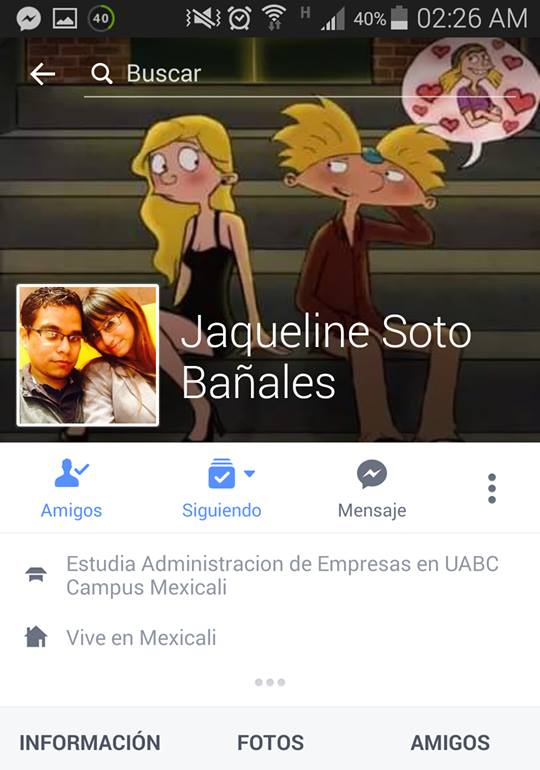 40 H 40% 02:26 AM
Buscar
Jaqueline Soto
Bañales
Amigos Siguiendo Mensaje
Estudia Administracion de Empresas en UABC
Campus Mexicali
Vive en Mexicali
INFORMACIÓN FOTOS AMIGOS